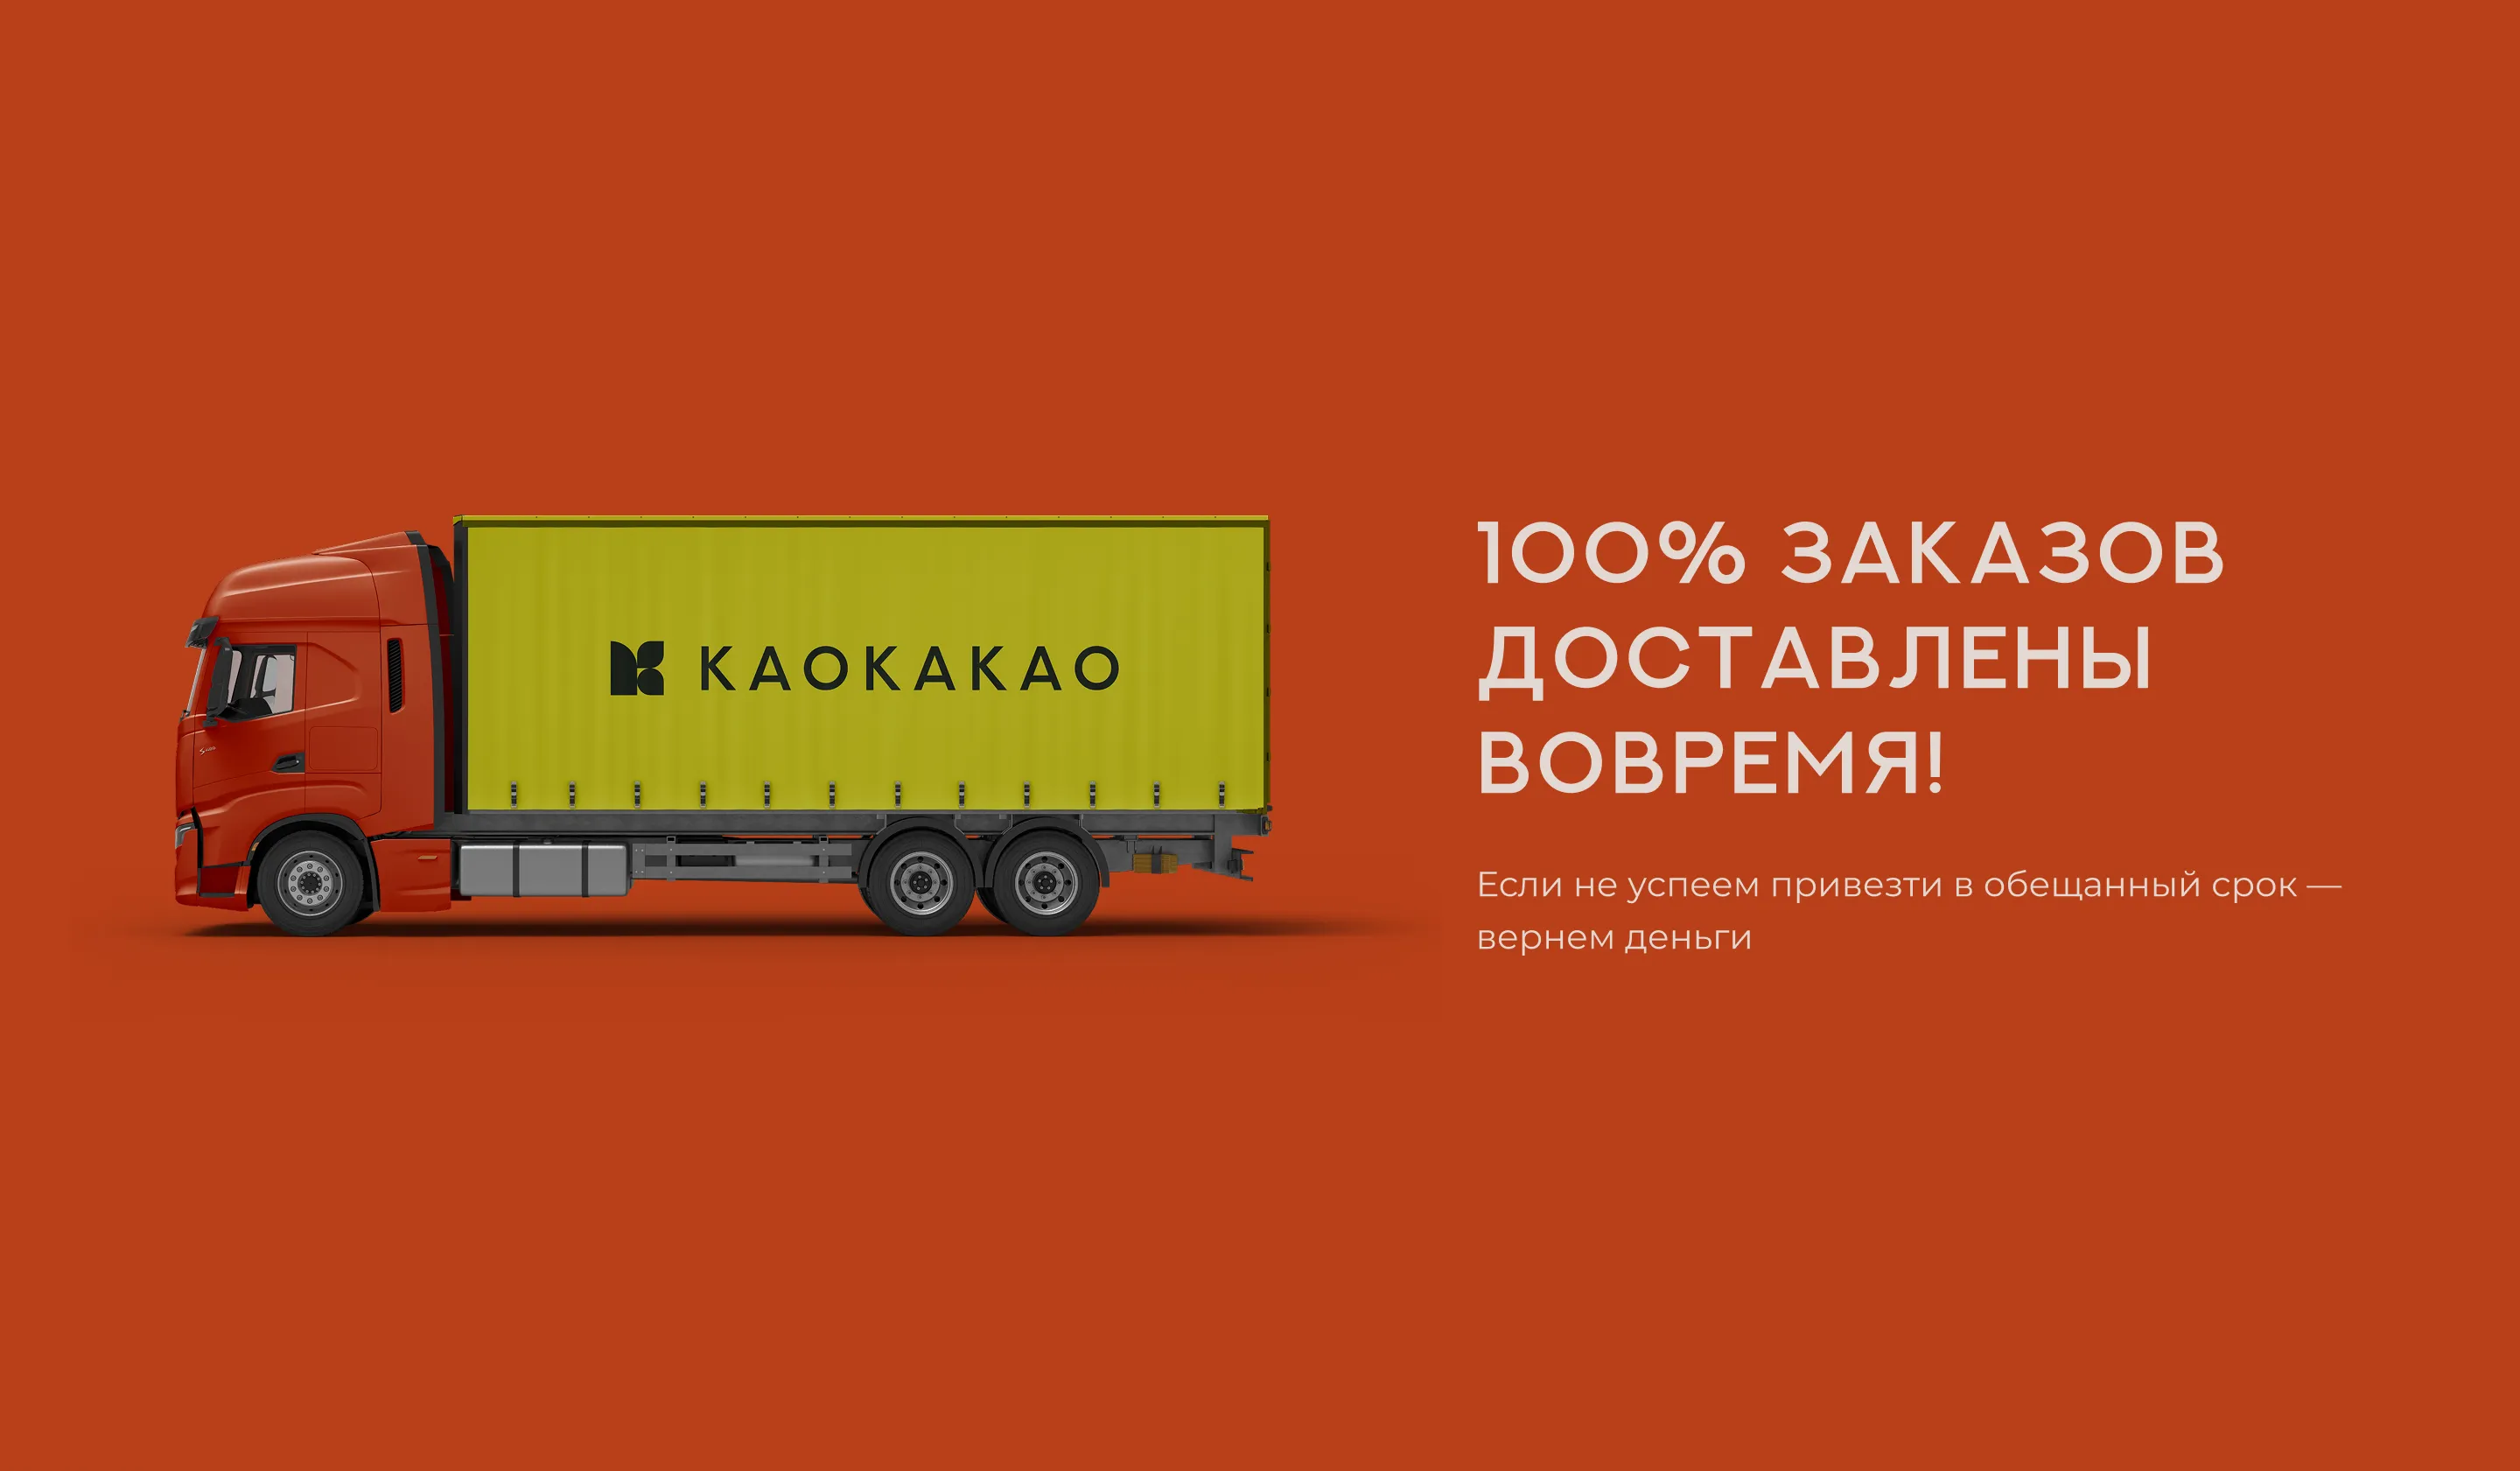 KAOKAKAO
100% ЗАКАЗОВ
ДОСТАВЛЕНЫ
ВОВРЕМЯ!
Если не успеем привезти в обещанный срок —
вернем деньги